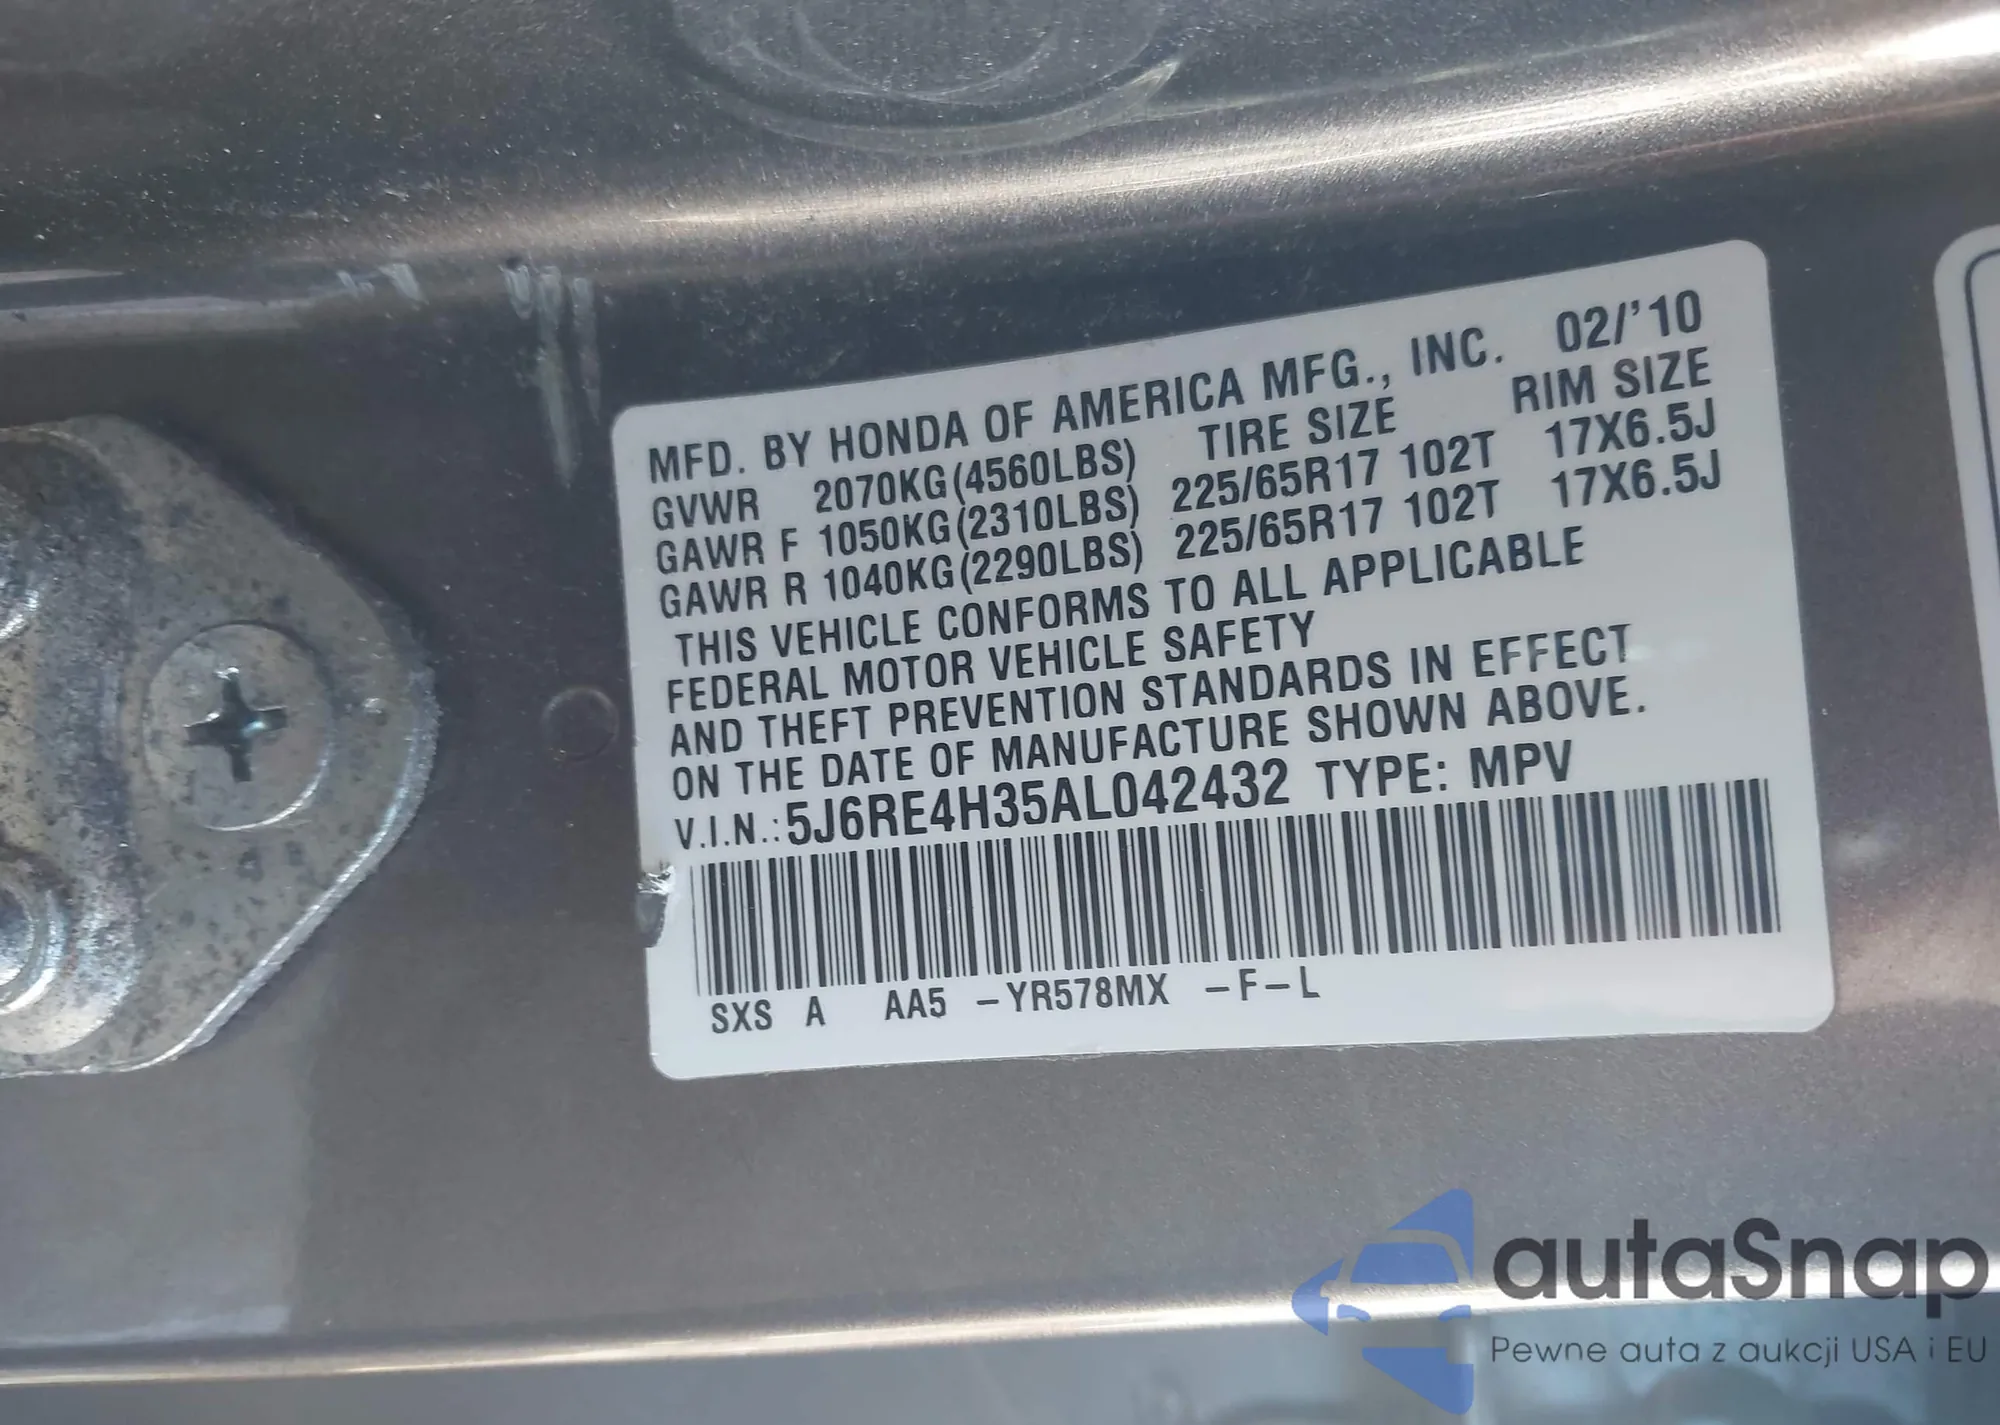 MFD. BY HONDA OF AMERICA MFG., INC. 02/'10
GVWR 2070KG(4560LBS) TIRE SIZE RIM SIZE
GAWR F 1050KG(2310LBS) 225/65R17 102T 17X6.5J
GAWR R 1040KG(2290LBS) 225/65R17 102T 17X6.5J
THIS VEHICLE CONFORMS TO ALL APPLICABLE
FEDERAL MOTOR VEHICLE SAFETY
AND THEFT PREVENTION STANDARDS IN EFFECT
ON THE DATE OF MANUFACTURE SHOWN ABOVE.
V.I.N.:5J6RE4H35AL042432 TYPE: MPV
SXS A AA5 -YR578MX -F-L
autaSnap
Pewne auta z aukcji USA i EU